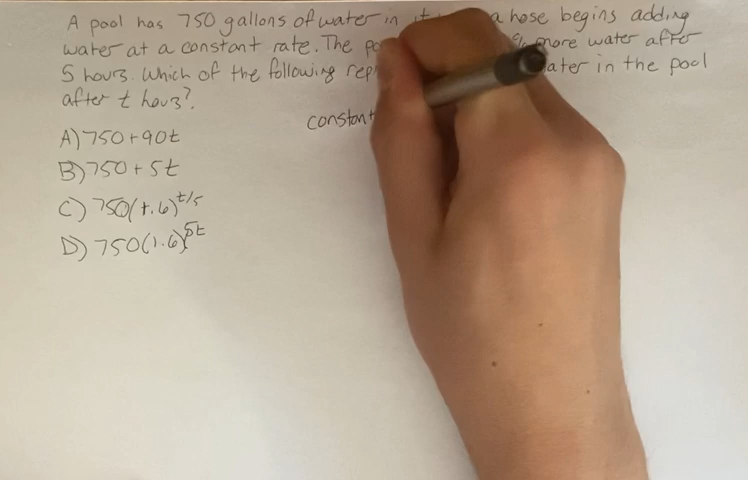 A pool has 750 gallons of water in a hose begins adding
water at a constant rate. The % more water after
5 hours. Which of the following in the pool
after t hours?
constant
A) 750 + 90t
B) 750 + 5t
C) 750(1.6)^t/5
D) 750(1.6)^5t